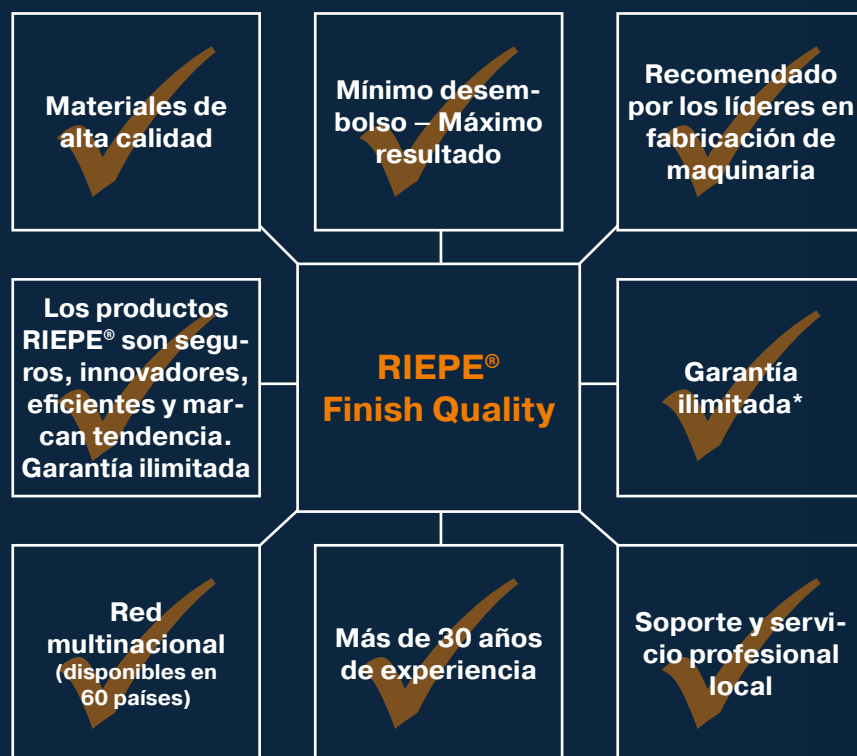 Materiales de
alta calidad
Mínimo desem-
bolso – Máximo
resultado
Recomendado
por los líderes en
fabricación de
maquinaria
Los productos
RIEPE® son segu-
ros, innovadores,
eficientes y mar-
can tendencia.
Garantía ilimitada
RIEPE®
Finish Quality
Garantía
ilimitada*
Red
multinacional
(disponibles en
60 países)
Más de 30 años
de experiencia
Soporte y servi-
cio profesional
local